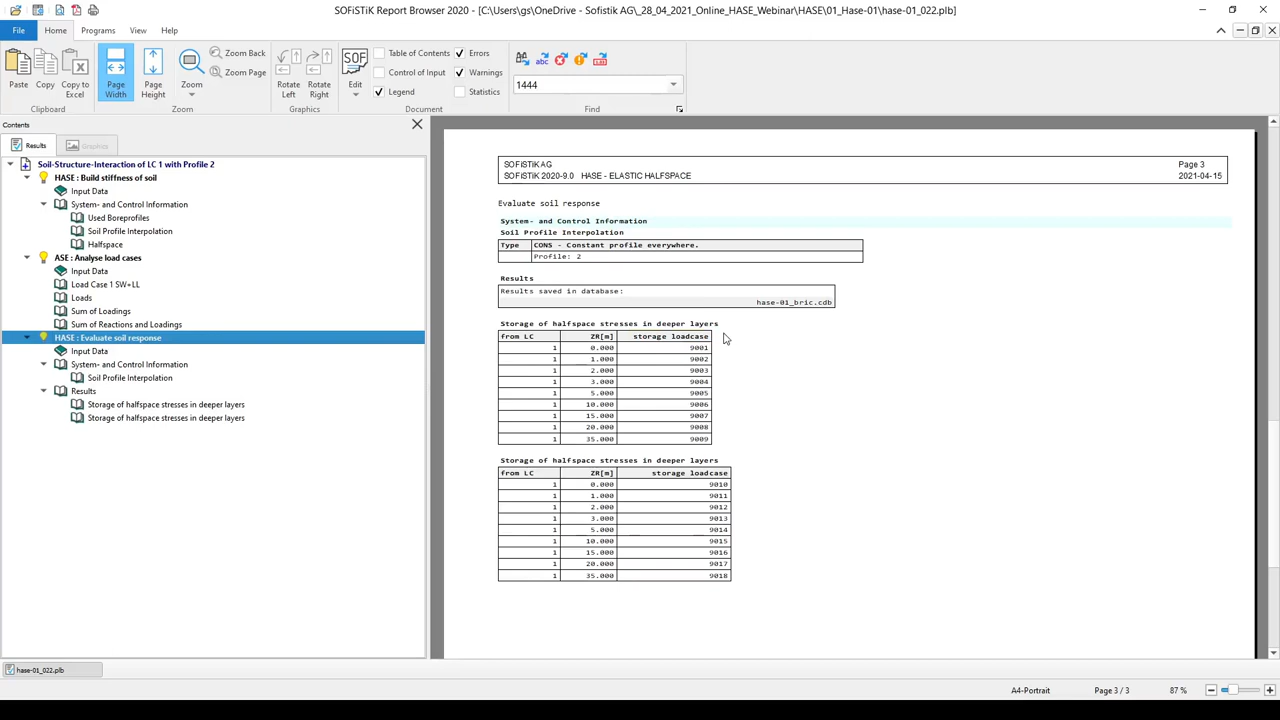 SOFiSTiK Report Browser 2020 - [C:\Users\gs\OneDrive - Sofistik AG\_28_04_2021_Online_HASE_Webinar\HASE\01_Hase-01\hase-01_022.plb]
File Home Programs View Help
Paste Copy Copy to Excel
Clipboard
Page Width Page Height Zoom Zoom Back Zoom Page
Zoom
Rotate Left Rotate Right
Graphics
SOF Edit
Table of Contents Errors
Control of Input Warnings
Legend Statistics
Document
1444
Find
Contents
Results Graphics
Soil-Structure-Interaction of LC 1 with Profile 2
HASE : Build stiffness of soil
Input Data
System- and Control Information
Used Boreprofiles
Soil Profile Interpolation
Halfspace
ASE : Analyse load cases
Input Data
Load Case 1 SW+LL
Loads
Sum of Loadings
Sum of Reactions and Loadings
HASE : Evaluate soil response
Input Data
System- and Control Information
Soil Profile Interpolation
Results
Storage of halfspace stresses in deeper layers
Storage of halfspace stresses in deeper layers
SOFiSTiK AG Page 3
SOFiSTiK 2020-9.0 HASE - ELASTIC HALFSPACE 2021-04-15
Evaluate soil response
System- and Control Information
Soil Profile Interpolation
Type CONS - Constant profile everywhere.
Profile: 2
Results
Results saved in database:
hase-01_bric.cdb
Storage of halfspace stresses in deeper layers
from LC ZR[m] storage loadcase
1 0.000 9001
1 1.000 9002
1 2.000 9003
1 3.000 9004
1 5.000 9005
1 10.000 9006
1 15.000 9007
1 20.000 9008
1 35.000 9009
Storage of halfspace stresses in deeper layers
from LC ZR[m] storage loadcase
1 0.000 9010
1 1.000 9011
1 2.000 9012
1 3.000 9013
1 5.000 9014
1 10.000 9015
1 15.000 9016
1 20.000 9017
1 35.000 9018
hase-01_022.plb
A4-Portrait Page 3 / 3 87 %